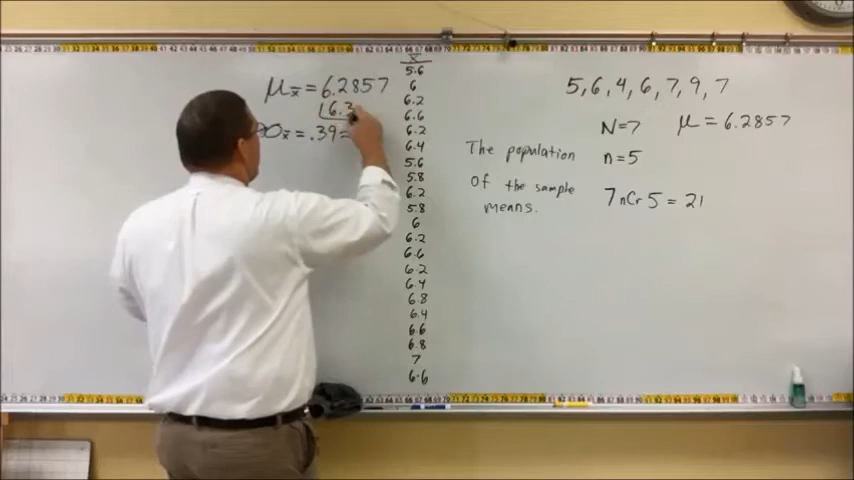 μx̄ = 6.2857
6.3
x̄ = .39 =
x̄
5.6
6
6.2
6.6
6.2
6.4
5.6
5.8
6.2
5.8
6
6.2
6.6
6.2
6.4
6.8
6.4
6.6
6.8
7
6.6
5,6,4,6,7,9,7
N=7 μ = 6.2857
The population
of the sample
means.
n=5
7 nCr 5 = 21